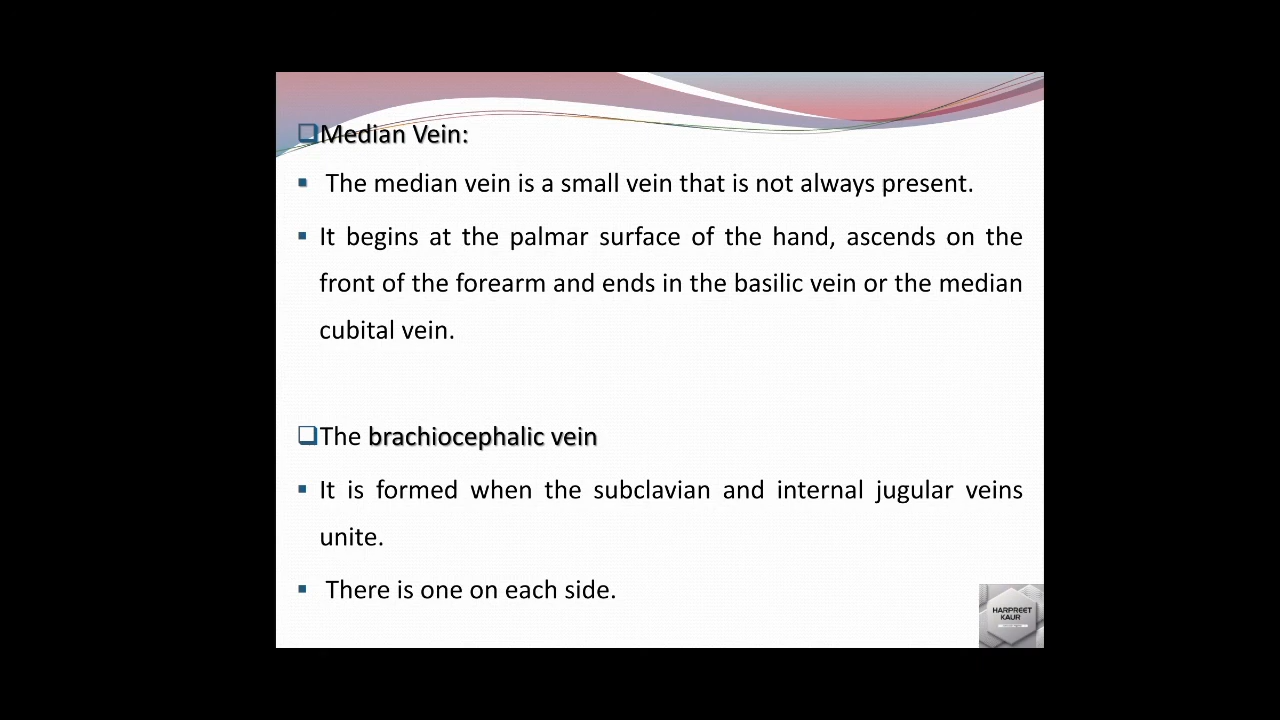 Median Vein:
The median vein is a small vein that is not always present.
It begins at the palmar surface of the hand, ascends on the
front of the forearm and ends in the basilic vein or the median
cubital vein.
The brachiocephalic vein
It is formed when the subclavian and internal jugular veins
unite.
There is one on each side.
HARPREET
KAUR